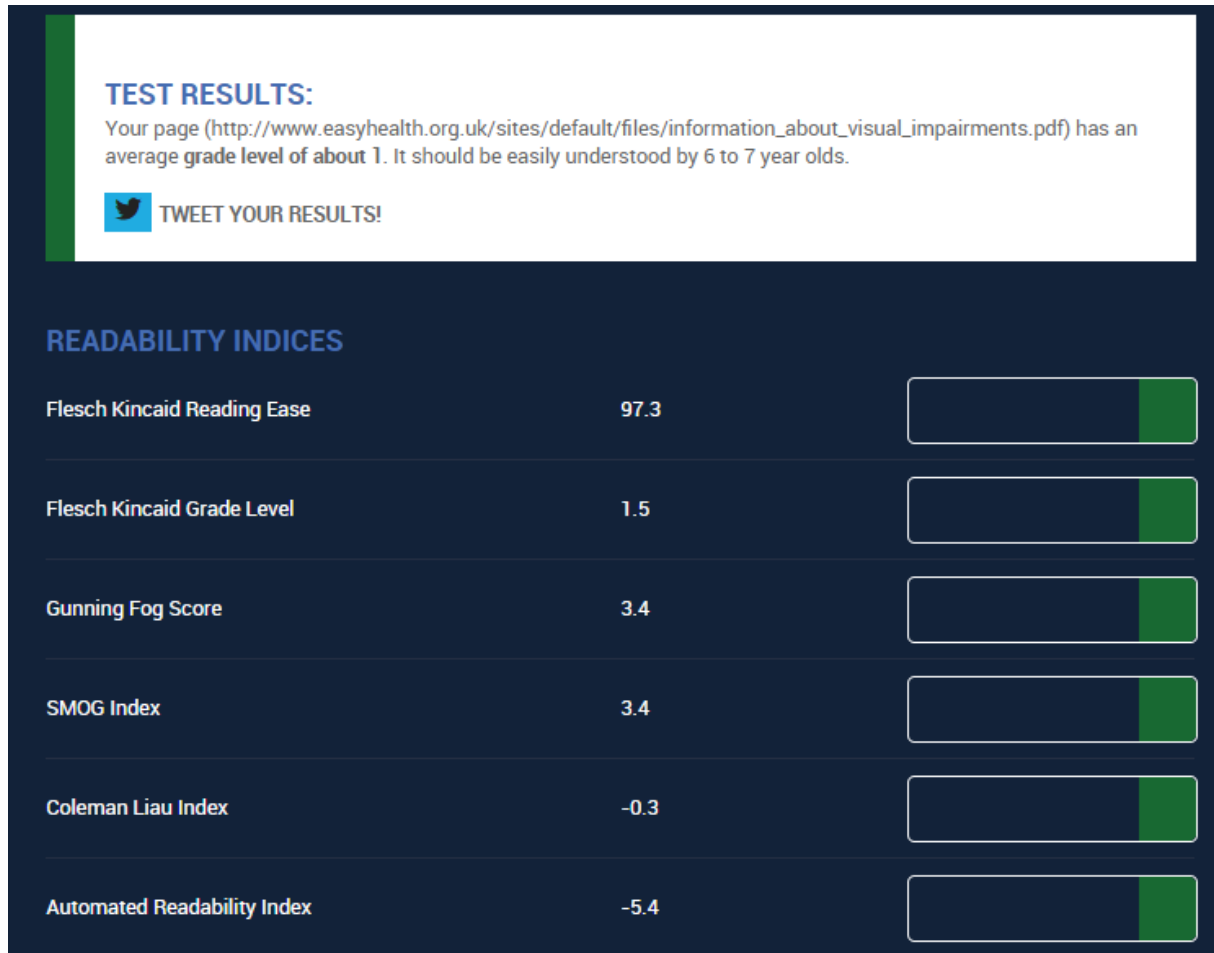 TEST RESULTS:
Your page (http://www.easyhealth.org.uk/sites/default/files/information_about_visual_impairments.pdf) has an
average grade level of about 1. It should be easily understood by 6 to 7 year olds.
TWEET YOUR RESULTS!
READABILITY INDICES
Flesch Kincaid Reading Ease 97.3
Flesch Kincaid Grade Level 1.5
Gunning Fog Score 3.4
SMOG Index 3.4
Coleman Liau Index -0.3
Automated Readability Index -5.4